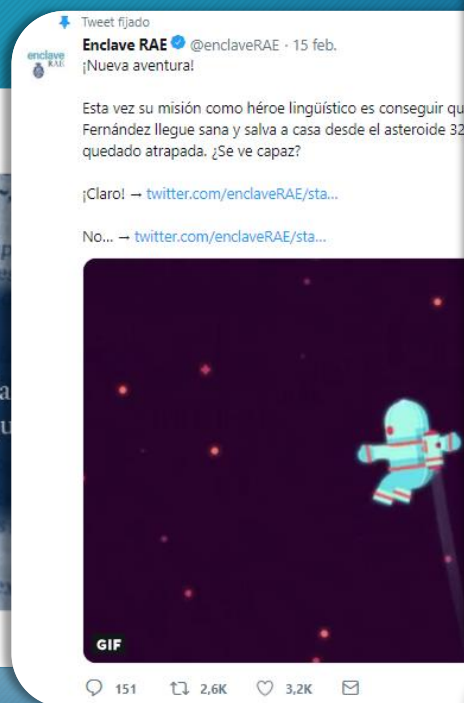 Tweet fijado
Enclave RAE @enclaveRAE · 15 feb.
enclave
RAE
¡Nueva aventura!
Esta vez su misión como héroe lingüístico es conseguir qu
Fernández llegue sana y salva a casa desde el asteroide 32
quedado atrapada. ¿Se ve capaz?
¡Claro! → twitter.com/enclaveRAE/sta...
No... → twitter.com/enclaveRAE/sta...
GIF
151 2,6K 3,2K